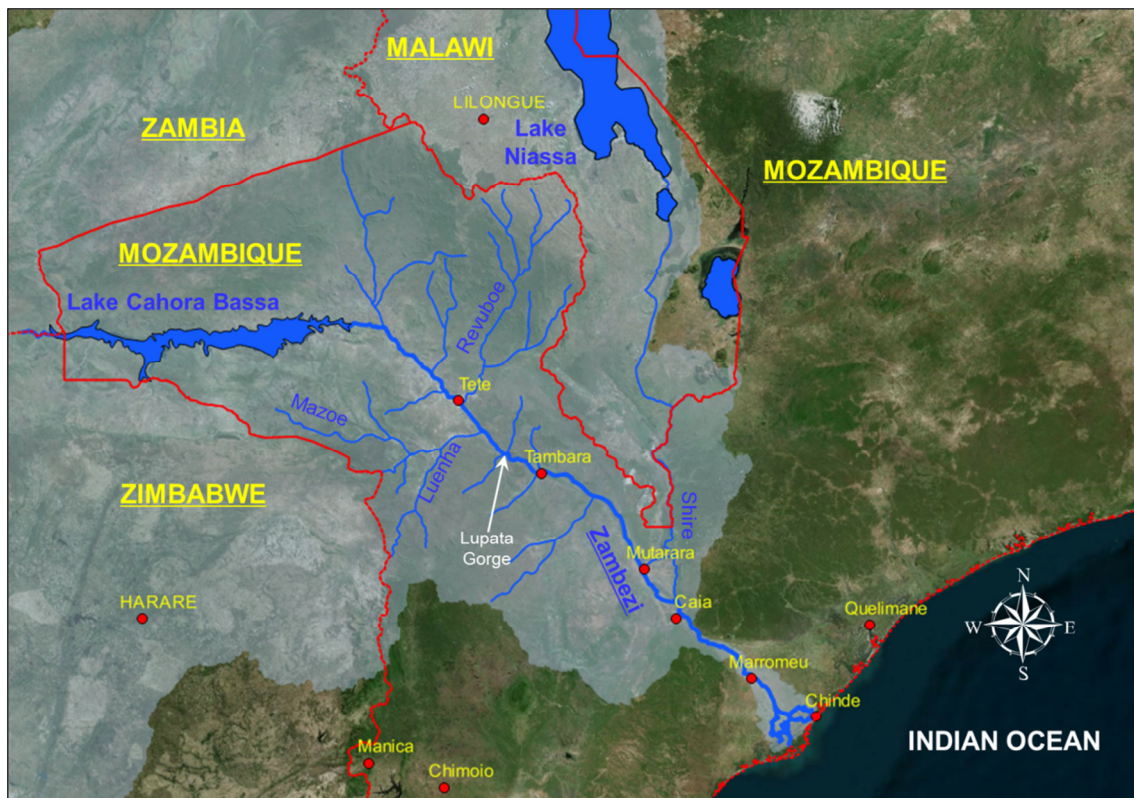 MALAWI
LILONGUE
ZAMBIA
Lake
Niassa
MOZAMBIQUE
MOZAMBIQUE
Lake Cahora Bassa
Revuboe
Tete
Mazoe
Luenha
Tambara
ZIMBABWE
Shire
Lupata
Gorge
Zambezi
Mutarara
HARARE
Caia
Quelimane
N
W
E
S
Marromeu
Chinde
INDIAN OCEAN
Manica
Chimoio